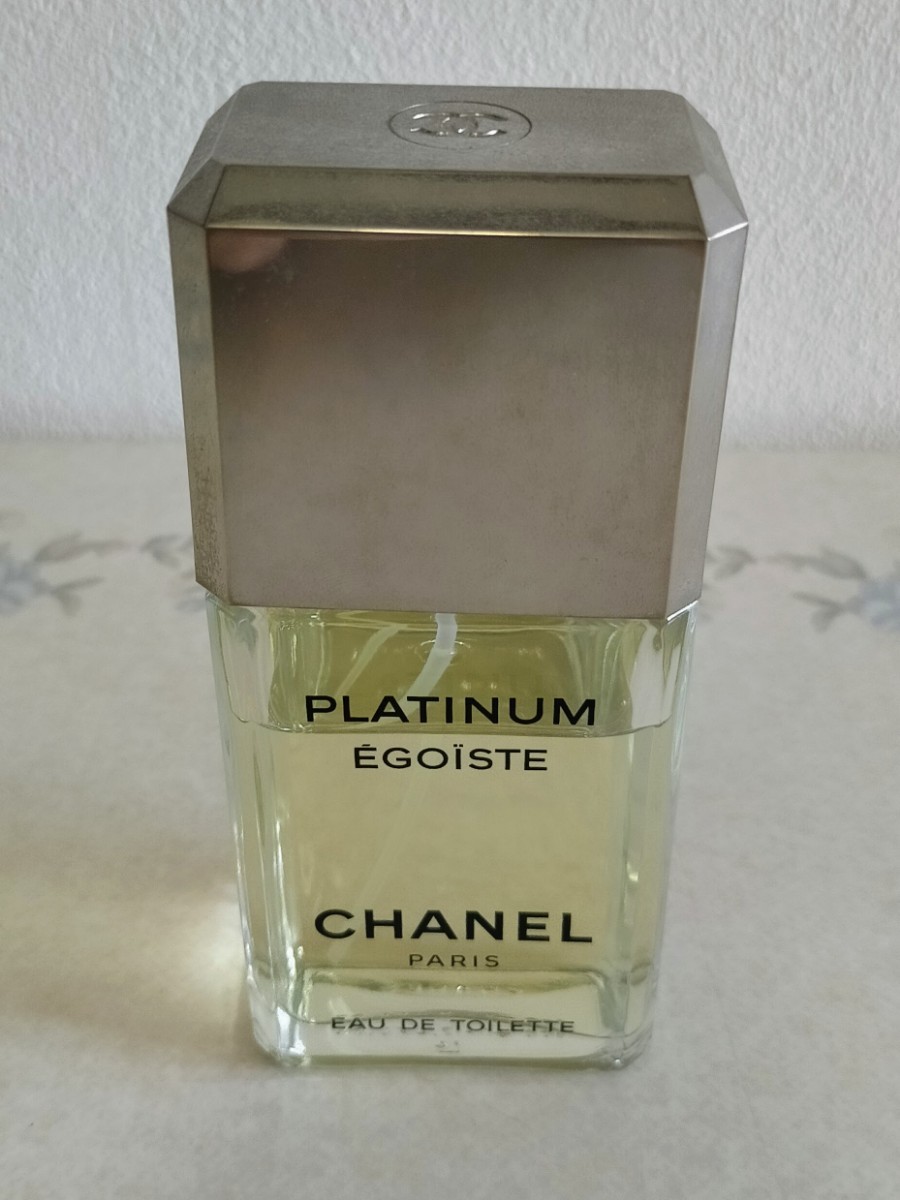 PLATINUM
ÉGOÏSTE
CHANEL
PARIS
EAU DE TOILETTE